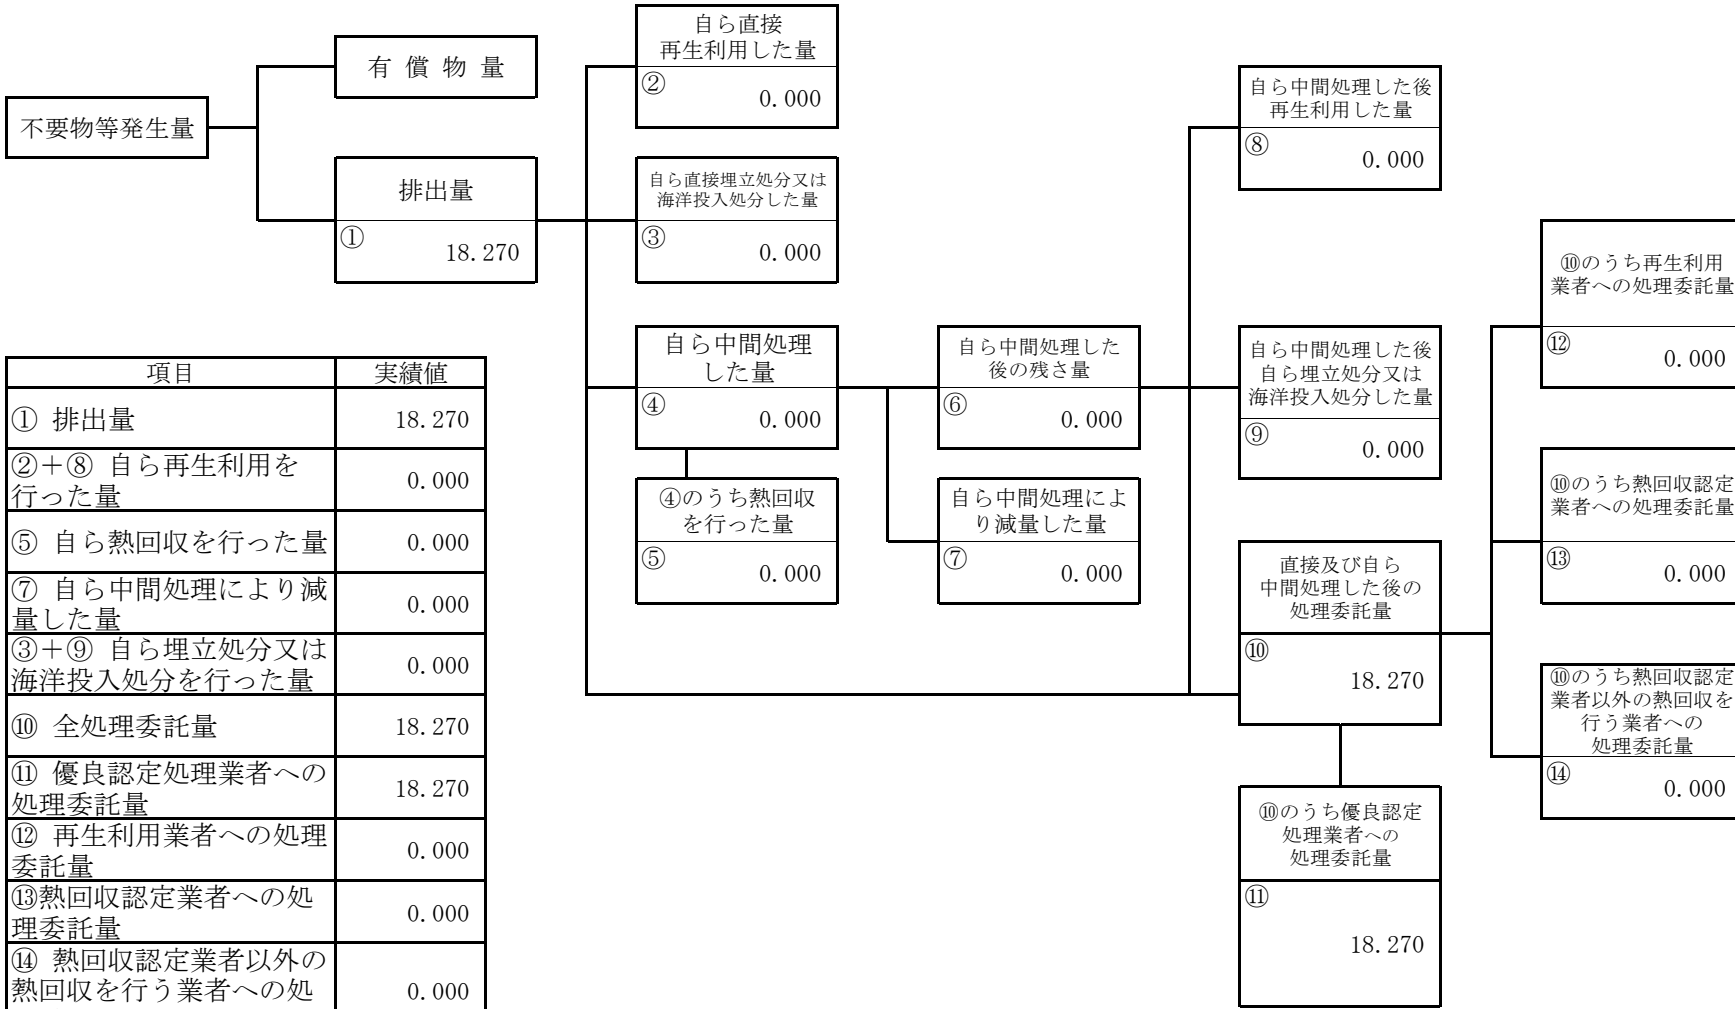 不要物等発生量
有 償 物 量
排出量
①
18.270
自ら直接
再生利用した量
②
0.000
自ら直接埋立処分又は
海洋投入処分した量
③
0.000
自ら中間処理
した量
④
0.000
④のうち熱回収
を行った量
⑤
0.000
自ら中間処理した
後の残さ量
⑥
0.000
自ら中間処理によ
り減量した量
⑦
0.000
自ら中間処理した後
再生利用した量
⑧
0.000
自ら中間処理した後
自ら埋立処分又は
海洋投入処分した量
⑨
0.000
直接及び自ら
中間処理した後の
処理委託量
⑩
18.270
⑩のうち優良認定
処理業者への
処理委託量
⑪
18.270
⑩のうち再生利用
業者への処理委託量
⑫
0.000
⑩のうち熱回収認定
業者への処理委託量
⑬
0.000
⑩のうち熱回収認定
業者以外の熱回収を
行う業者への
処理委託量
⑭
0.000
項目 実績値
① 排出量 18.270
②＋⑧ 自ら再生利用を
行った量 0.000
⑤ 自ら熱回収を行った量 0.000
⑦ 自ら中間処理により減
量した量 0.000
③＋⑨ 自ら埋立処分又は
海洋投入処分を行った量 0.000
⑩ 全処理委託量 18.270
⑪ 優良認定処理業者への
処理委託量 18.270
⑫ 再生利用業者への処理
委託量 0.000
⑬熱回収認定業者への処
理委託量 0.000
⑭ 熱回収認定業者以外の
熱回収を行う業者への処 0.000